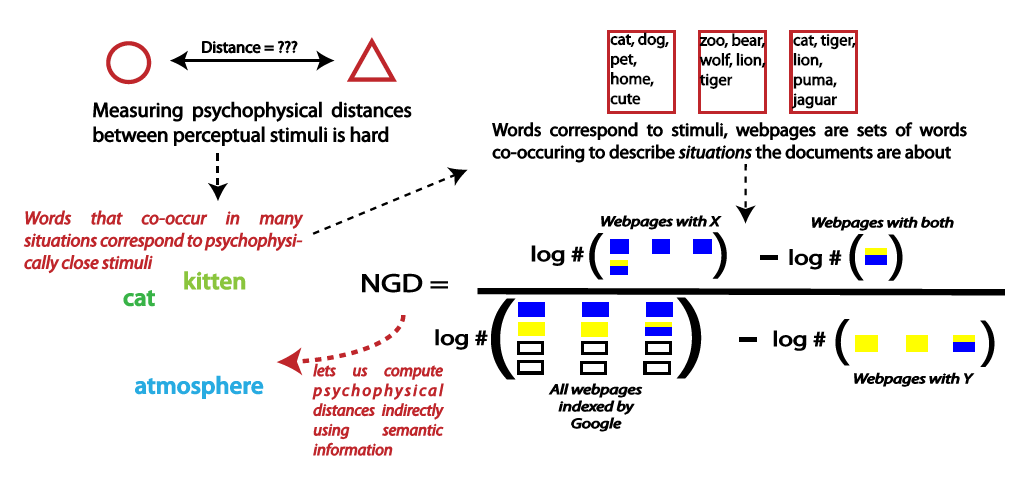 Distance = ???
Measuring psychophysical distances
between perceptual stimuli is hard
Words that co-occur in many
situations correspond to psychophysi-
cally close stimuli
kitten
cat
atmosphere
cat, dog,
pet,
home,
cute
zoo, bear,
wolf, lion,
tiger
cat, tiger,
lion,
puma,
jaguar
Words correspond to stimuli, webpages are sets of words
co-occuring to describe situations the documents are about
Webpages with X
Webpages with both
log # ( ) − log # ( )
NGD =
log # ( ) − log # ( )
Webpages with Y
All webpages
indexed by
Google
lets us compute
psychophysical
distances indirectly
using semantic
information